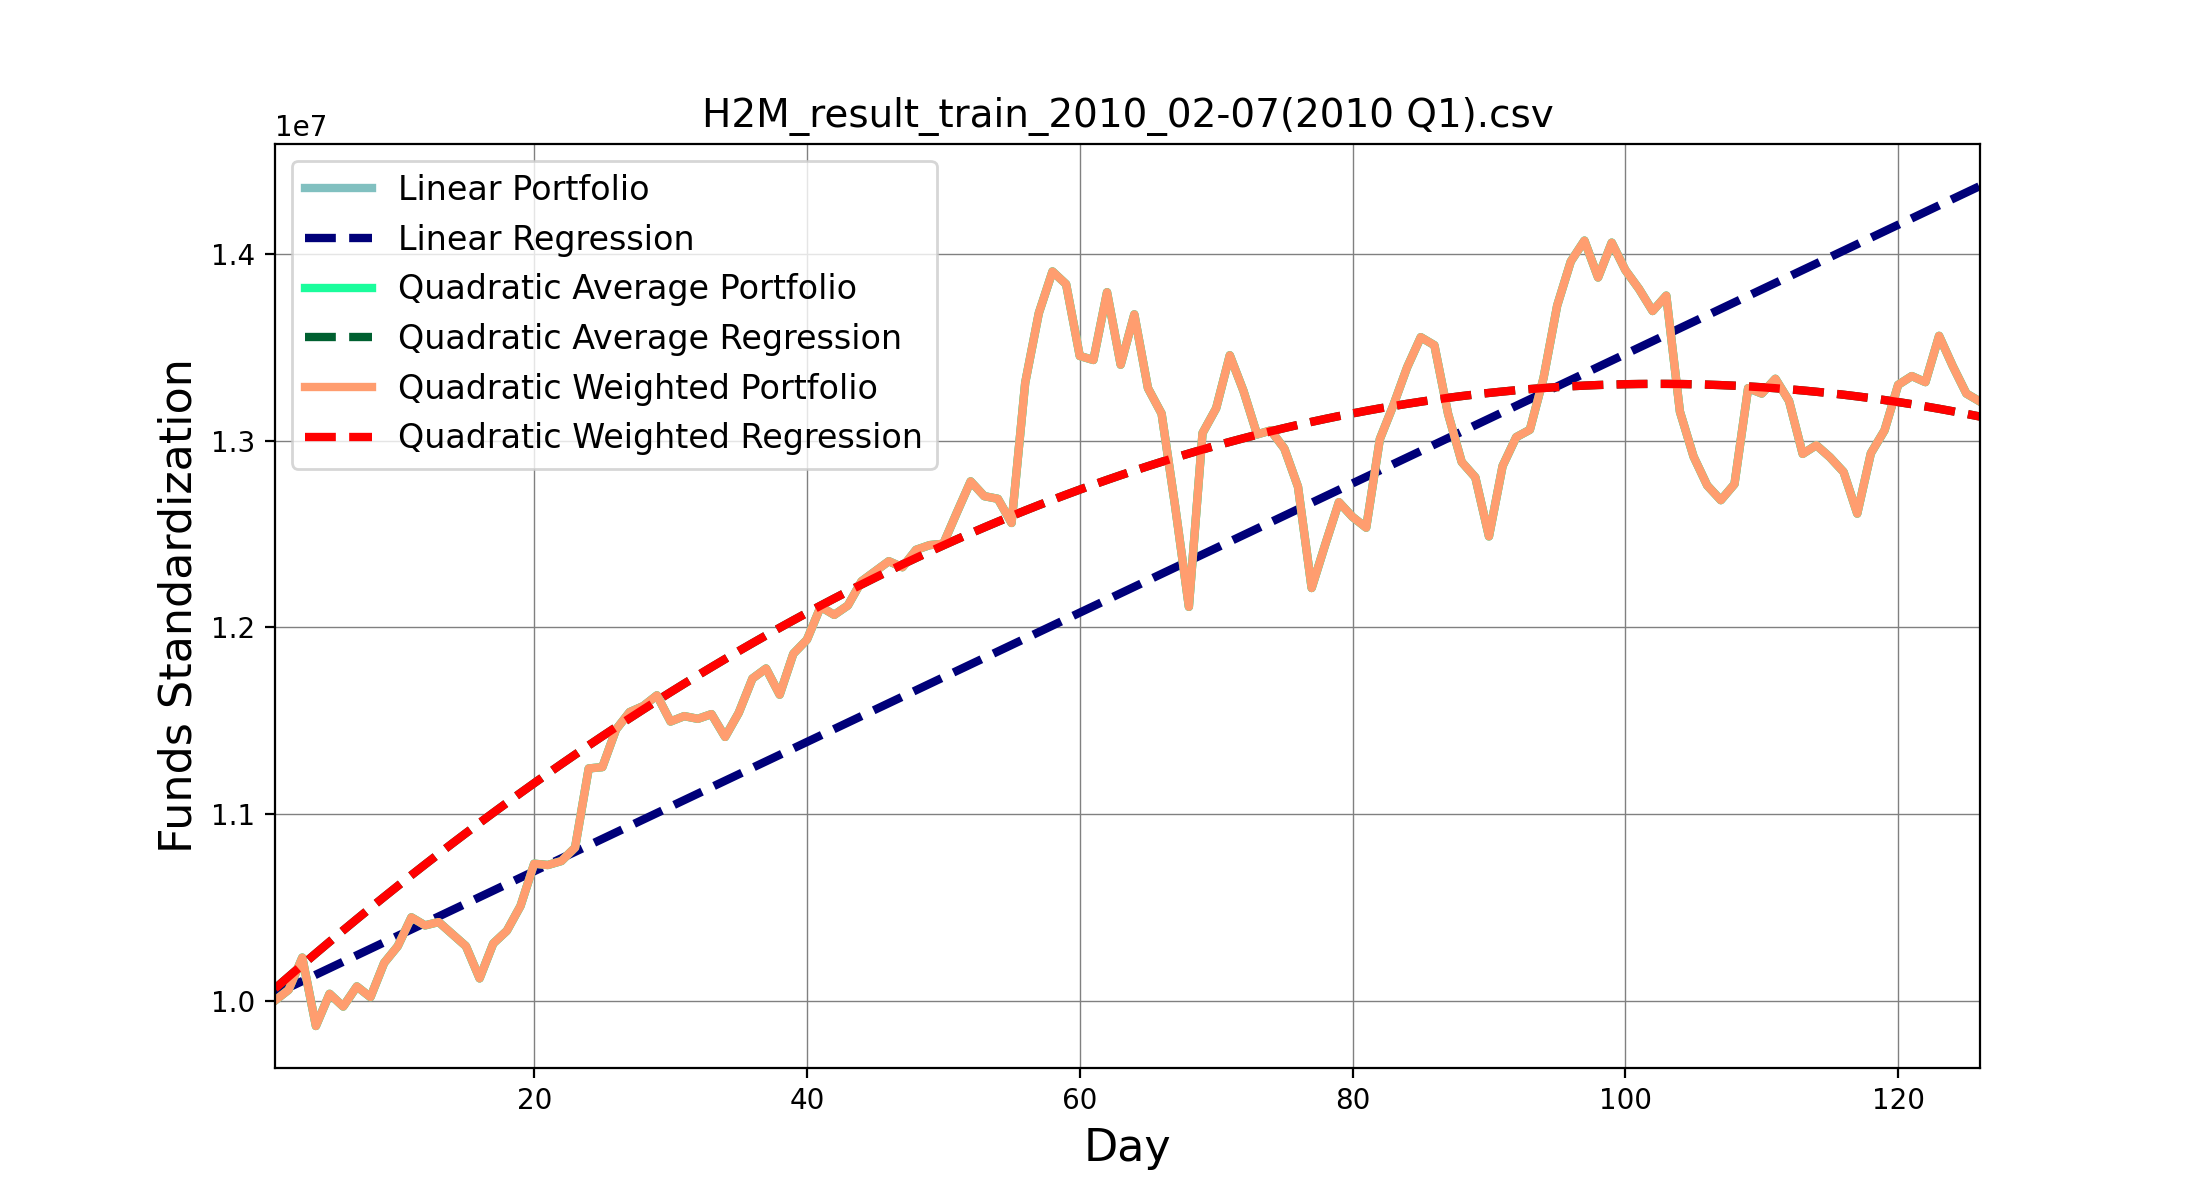 H2M_result_train_2010_02-07(2010 Q1).csv
1e7
Linear Portfolio
Linear Regression
Quadratic Average Portfolio
Quadratic Average Regression
Quadratic Weighted Portfolio
Quadratic Weighted Regression
Funds Standardization
1.4
1.3
1.2
1.1
1.0
20 40 60 80 100 120
Day